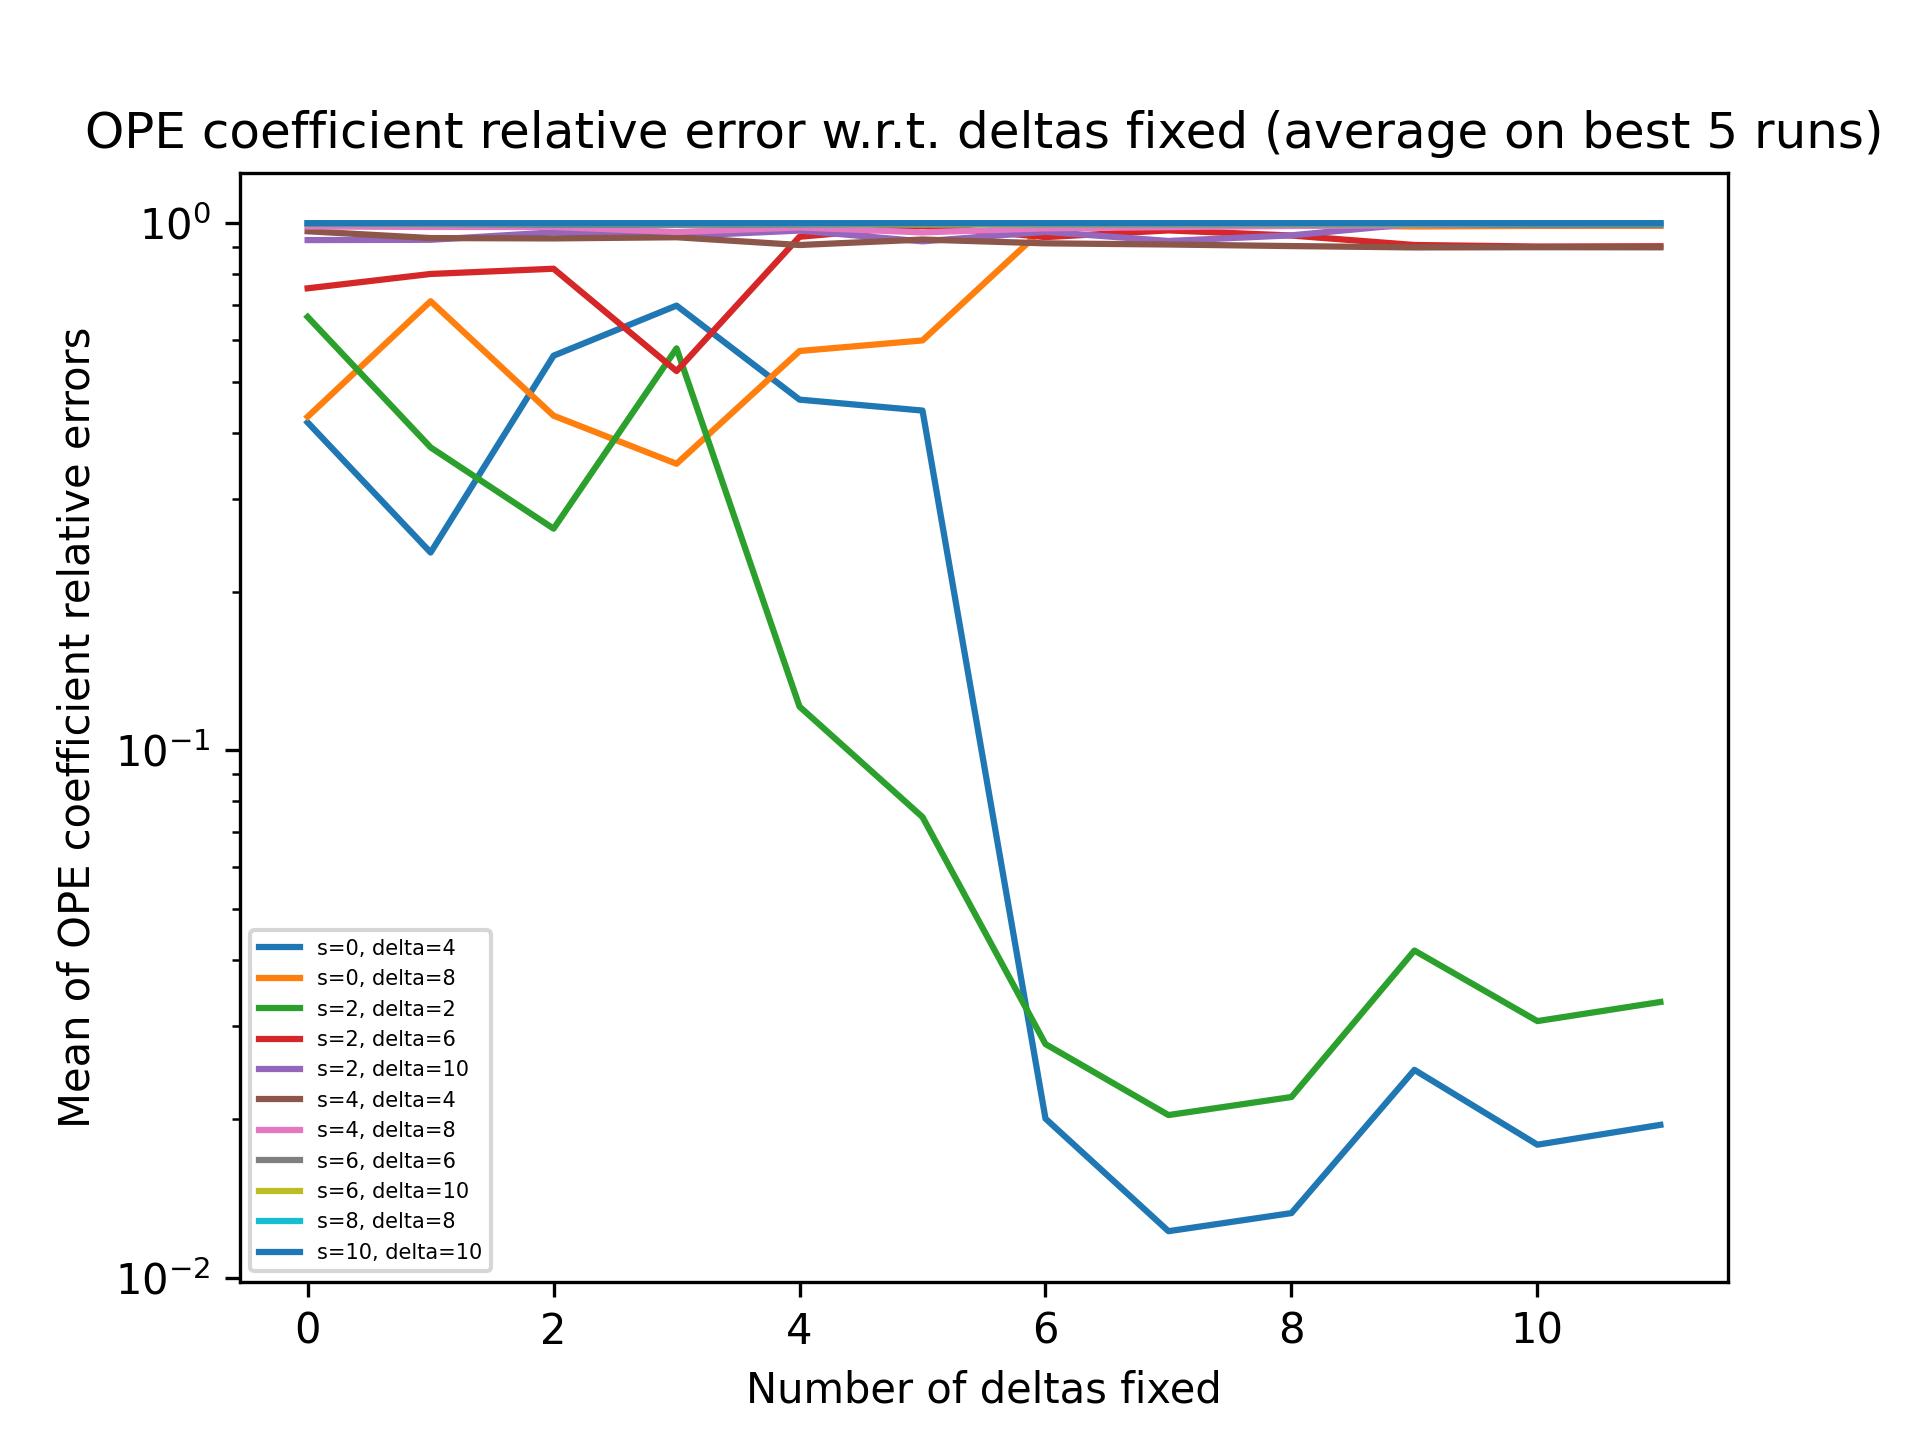 OPE coefficient relative error w.r.t. deltas fixed (average on best 5 runs)
Mean of OPE coefficient relative errors
10⁰
10⁻¹
10⁻²
s=0, delta=4
s=0, delta=8
s=2, delta=2
s=2, delta=6
s=2, delta=10
s=4, delta=4
s=4, delta=8
s=6, delta=6
s=6, delta=10
s=8, delta=8
s=10, delta=10
0 2 4 6 8 10
Number of deltas fixed